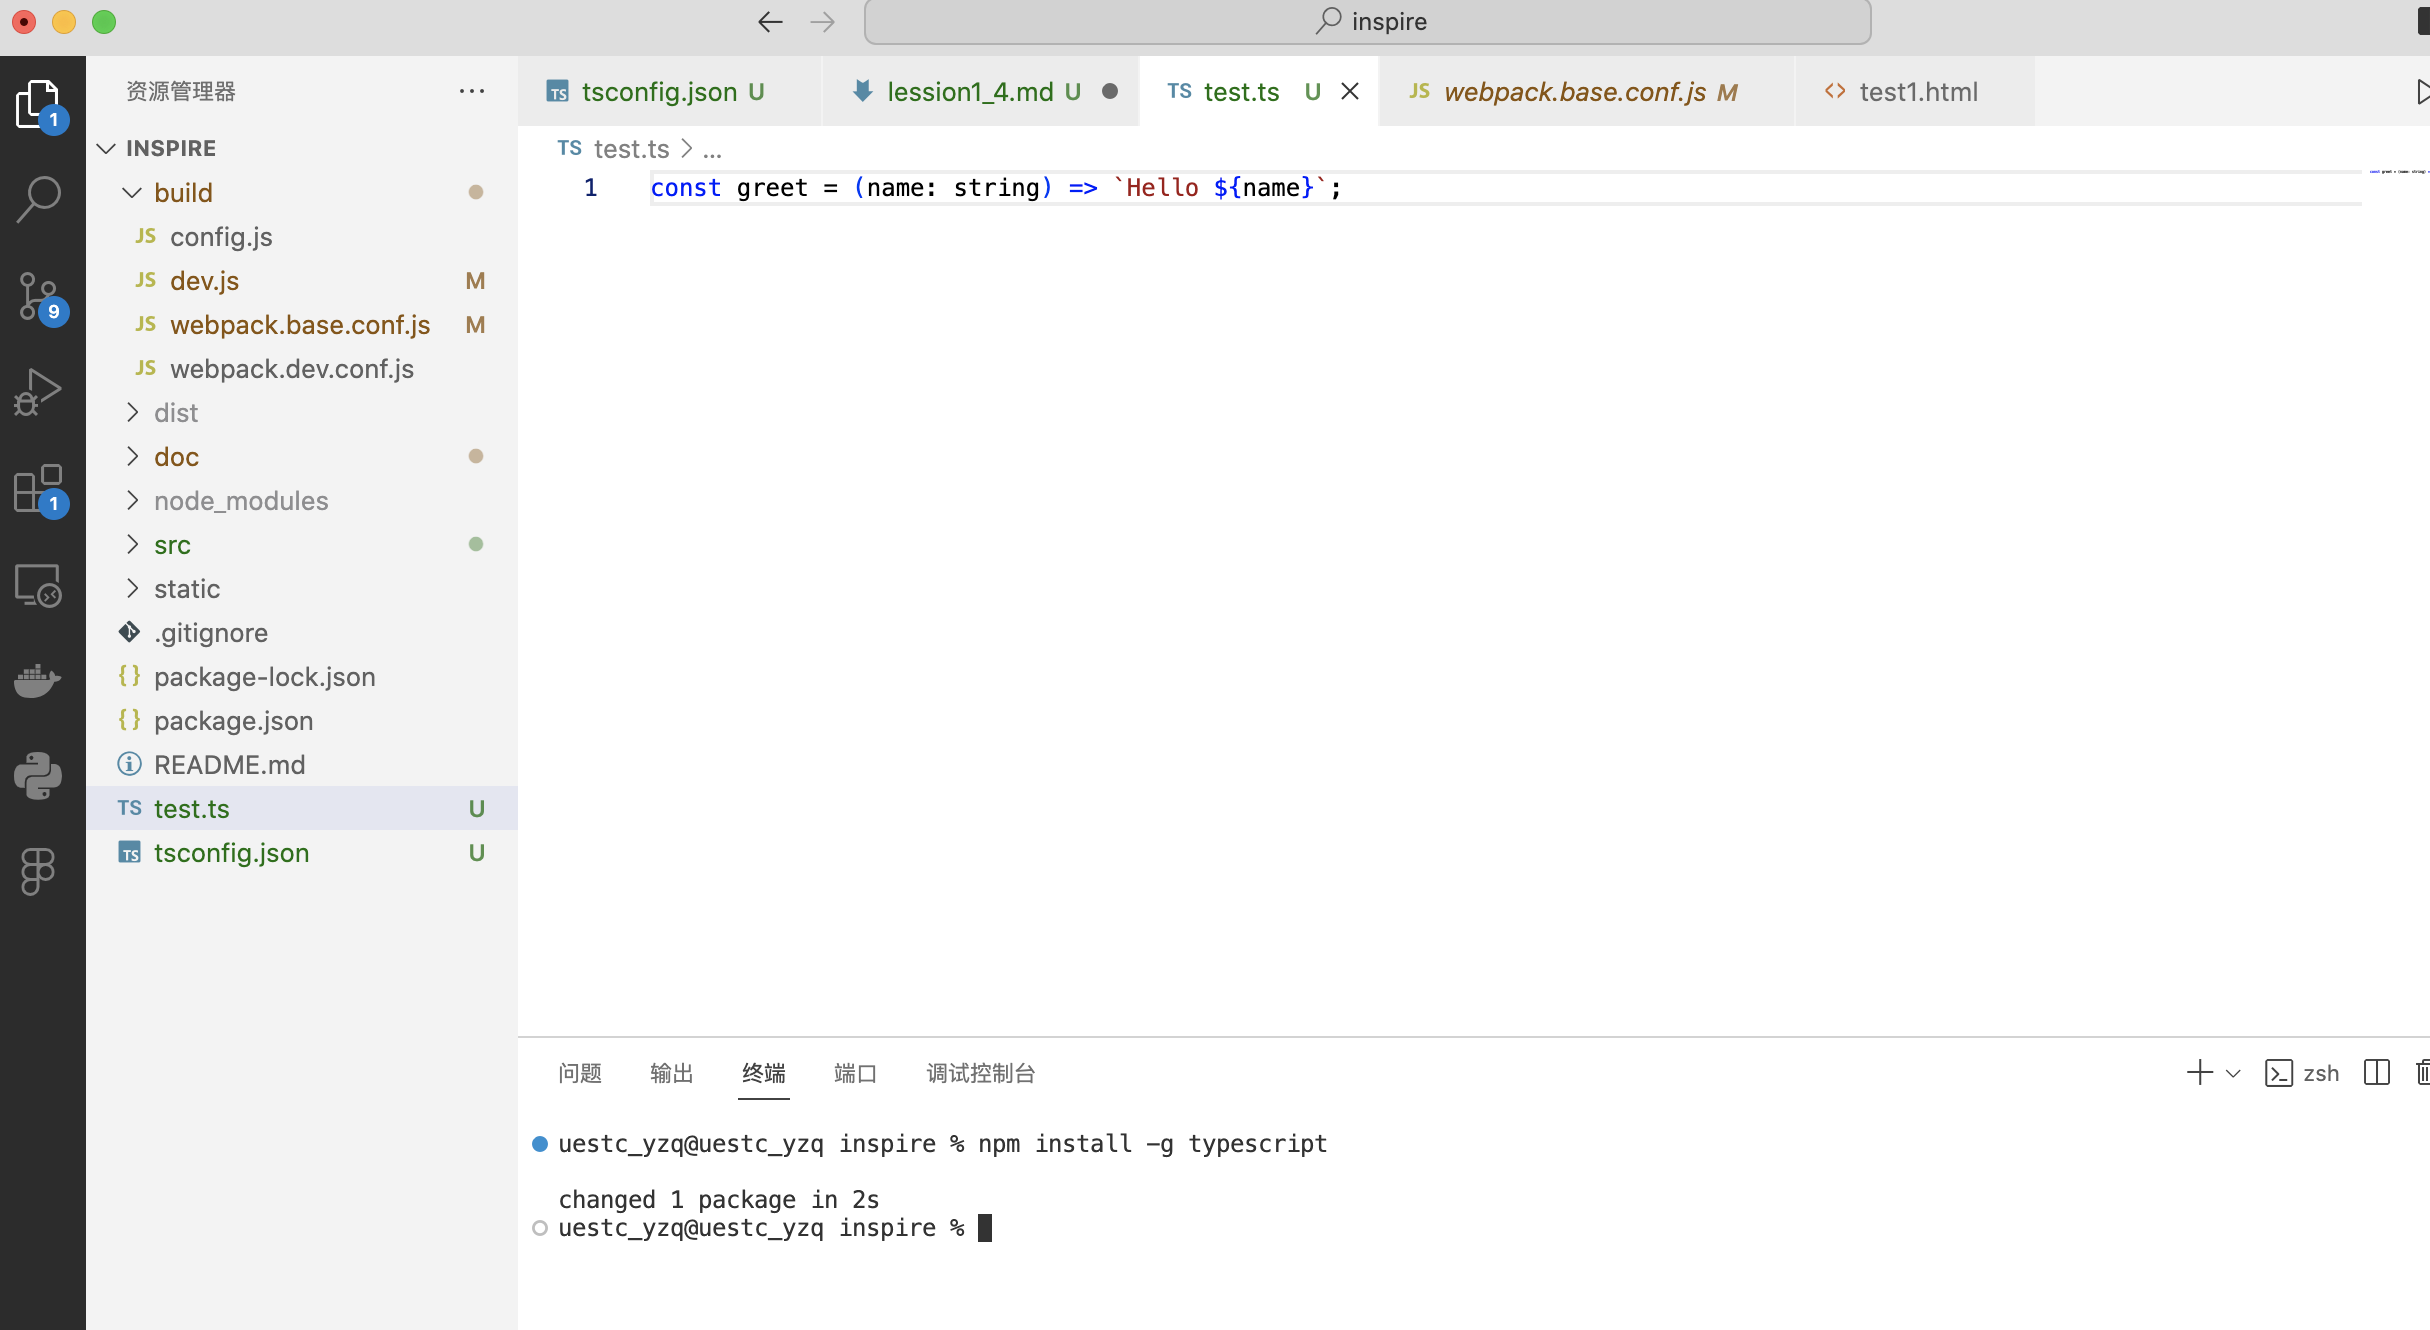 inspire
资源管理器 ...
1
INSPIRE
build
JS config.js
JS dev.js M
JS webpack.base.conf.js M
JS webpack.dev.conf.js
dist
doc
node_modules
src
static
.gitignore
{} package-lock.json
{} package.json
README.md
TS test.ts U
TS tsconfig.json U
9
1
TS tsconfig.json U
lession1_4.md U
TS test.ts U
JS webpack.base.conf.js M
<> test1.html
TS test.ts > ...
1 const greet = (name: string) => `Hello ${name}`;
问题 输出 终端 端口 调试控制台
zsh
uestc_yzq@uestc_yzq inspire % npm install -g typescript
changed 1 package in 2s
uestc_yzq@uestc_yzq inspire %